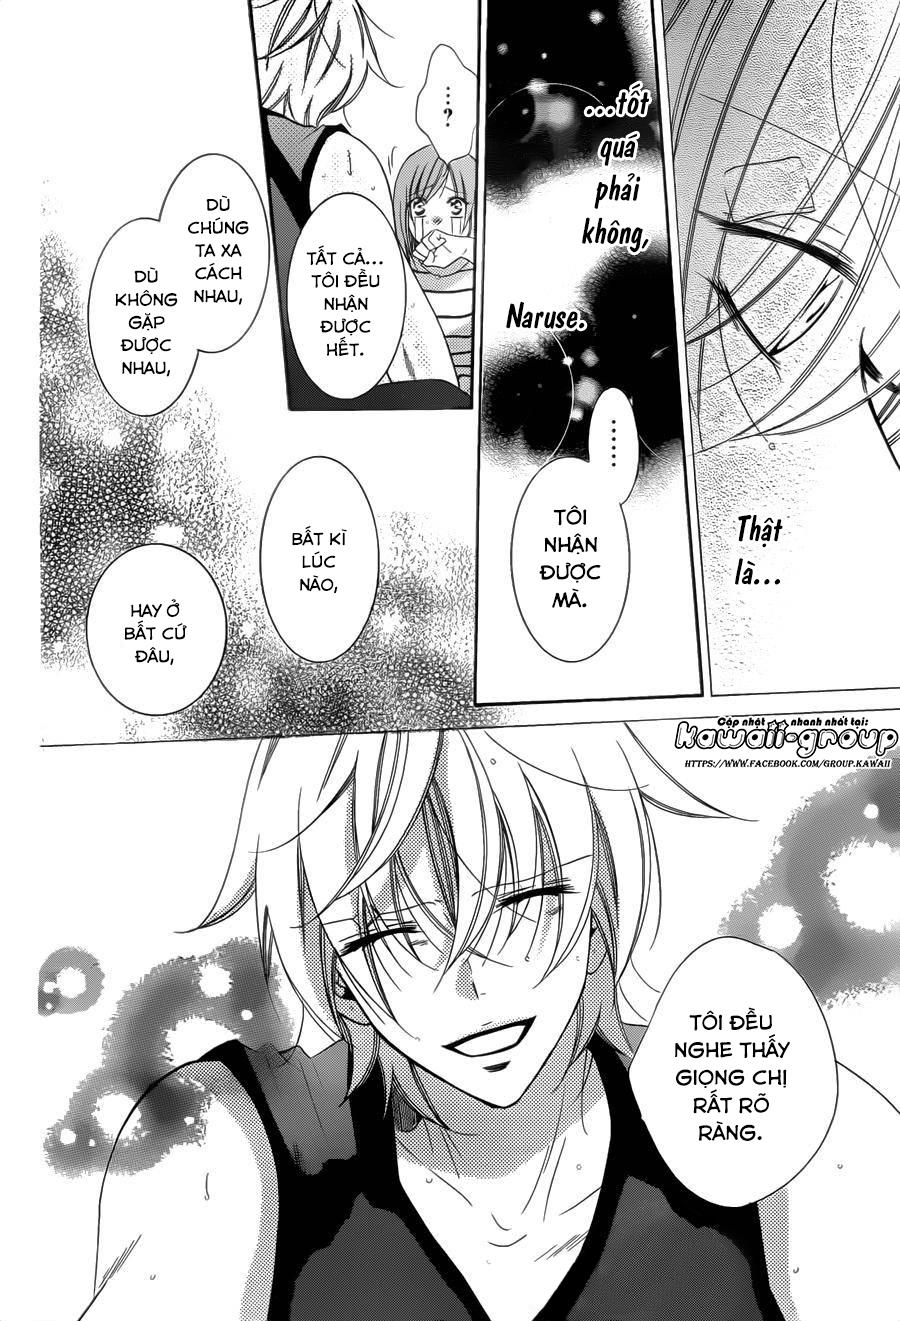 Thật
là...
...tốt
quá
phải
không,
Naruse.
......
TÔI
NHẬN
ĐƯỢC
MÀ.
...?
TẤT CẢ...
TÔI ĐỀU
NHẬN
ĐƯỢC
HẾT.
DÙ
CHÚNG
TA XA
CÁCH
NHAU,
DÙ
KHÔNG
GẶP
ĐƯỢC
NHAU,
BẤT KÌ
LÚC
NÀO,
HAY Ở
BẤT CỨ
ĐÂU,
Cập nhật nhanh nhất tại:
kawaii-group
HTTPS://WWW.FACEBOOK.COM/GROUP.KAWAII
TÔI ĐỀU
NGHE THẤY
GIỌNG CHỊ
RẤT RÕ
RÀNG.